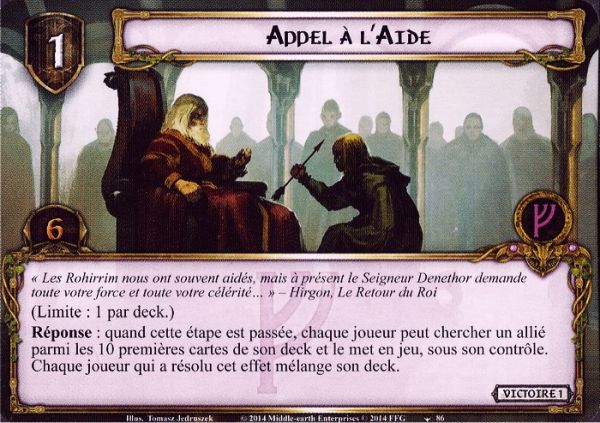 1
APPEL À L'AIDE
6
« Les Rohirrim nous ont souvent aidés, mais à présent le Seigneur Denethor demande
toute votre force et toute votre célérité… » – Hirgon, Le Retour du Roi
(Limite : 1 par deck.)
Réponse : quand cette étape est passée, chaque joueur peut chercher un allié
parmi les 10 premières cartes de son deck et le met en jeu, sous son contrôle.
Chaque joueur qui a résolu cet effet mélange son deck.
VICTOIRE 1
Illus. Tomasz Jedruszek © 2014 Middle-earth Enterprises © 2014 FFG 86